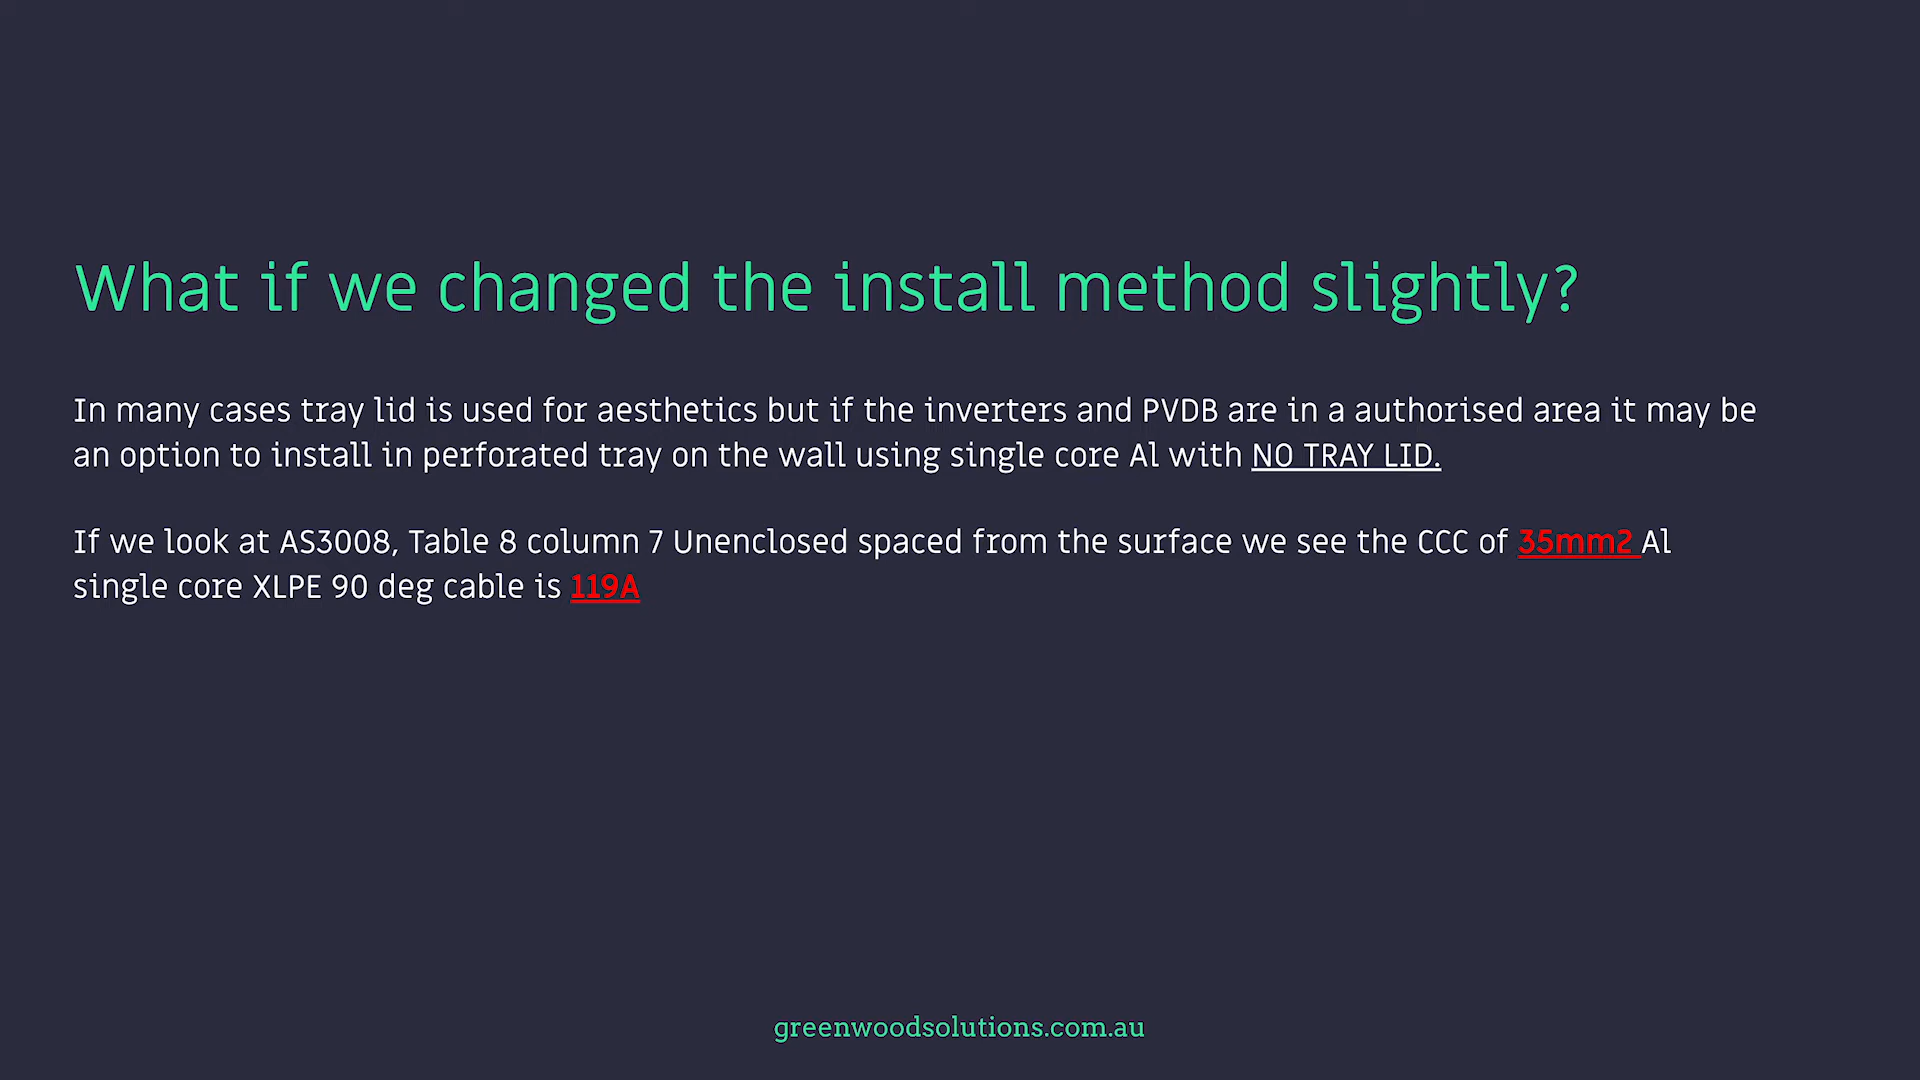 What if we changed the install method slightly?
In many cases tray lid is used for aesthetics but if the inverters and PVDB are in a authorised area it may be
an option to install in perforated tray on the wall using single core Al with NO TRAY LID.
If we look at AS3008, Table 8 column 7 Unenclosed spaced from the surface we see the CCC of 35mm2 Al
single core XLPE 90 deg cable is 119A
greenwoodsolutions.com.au